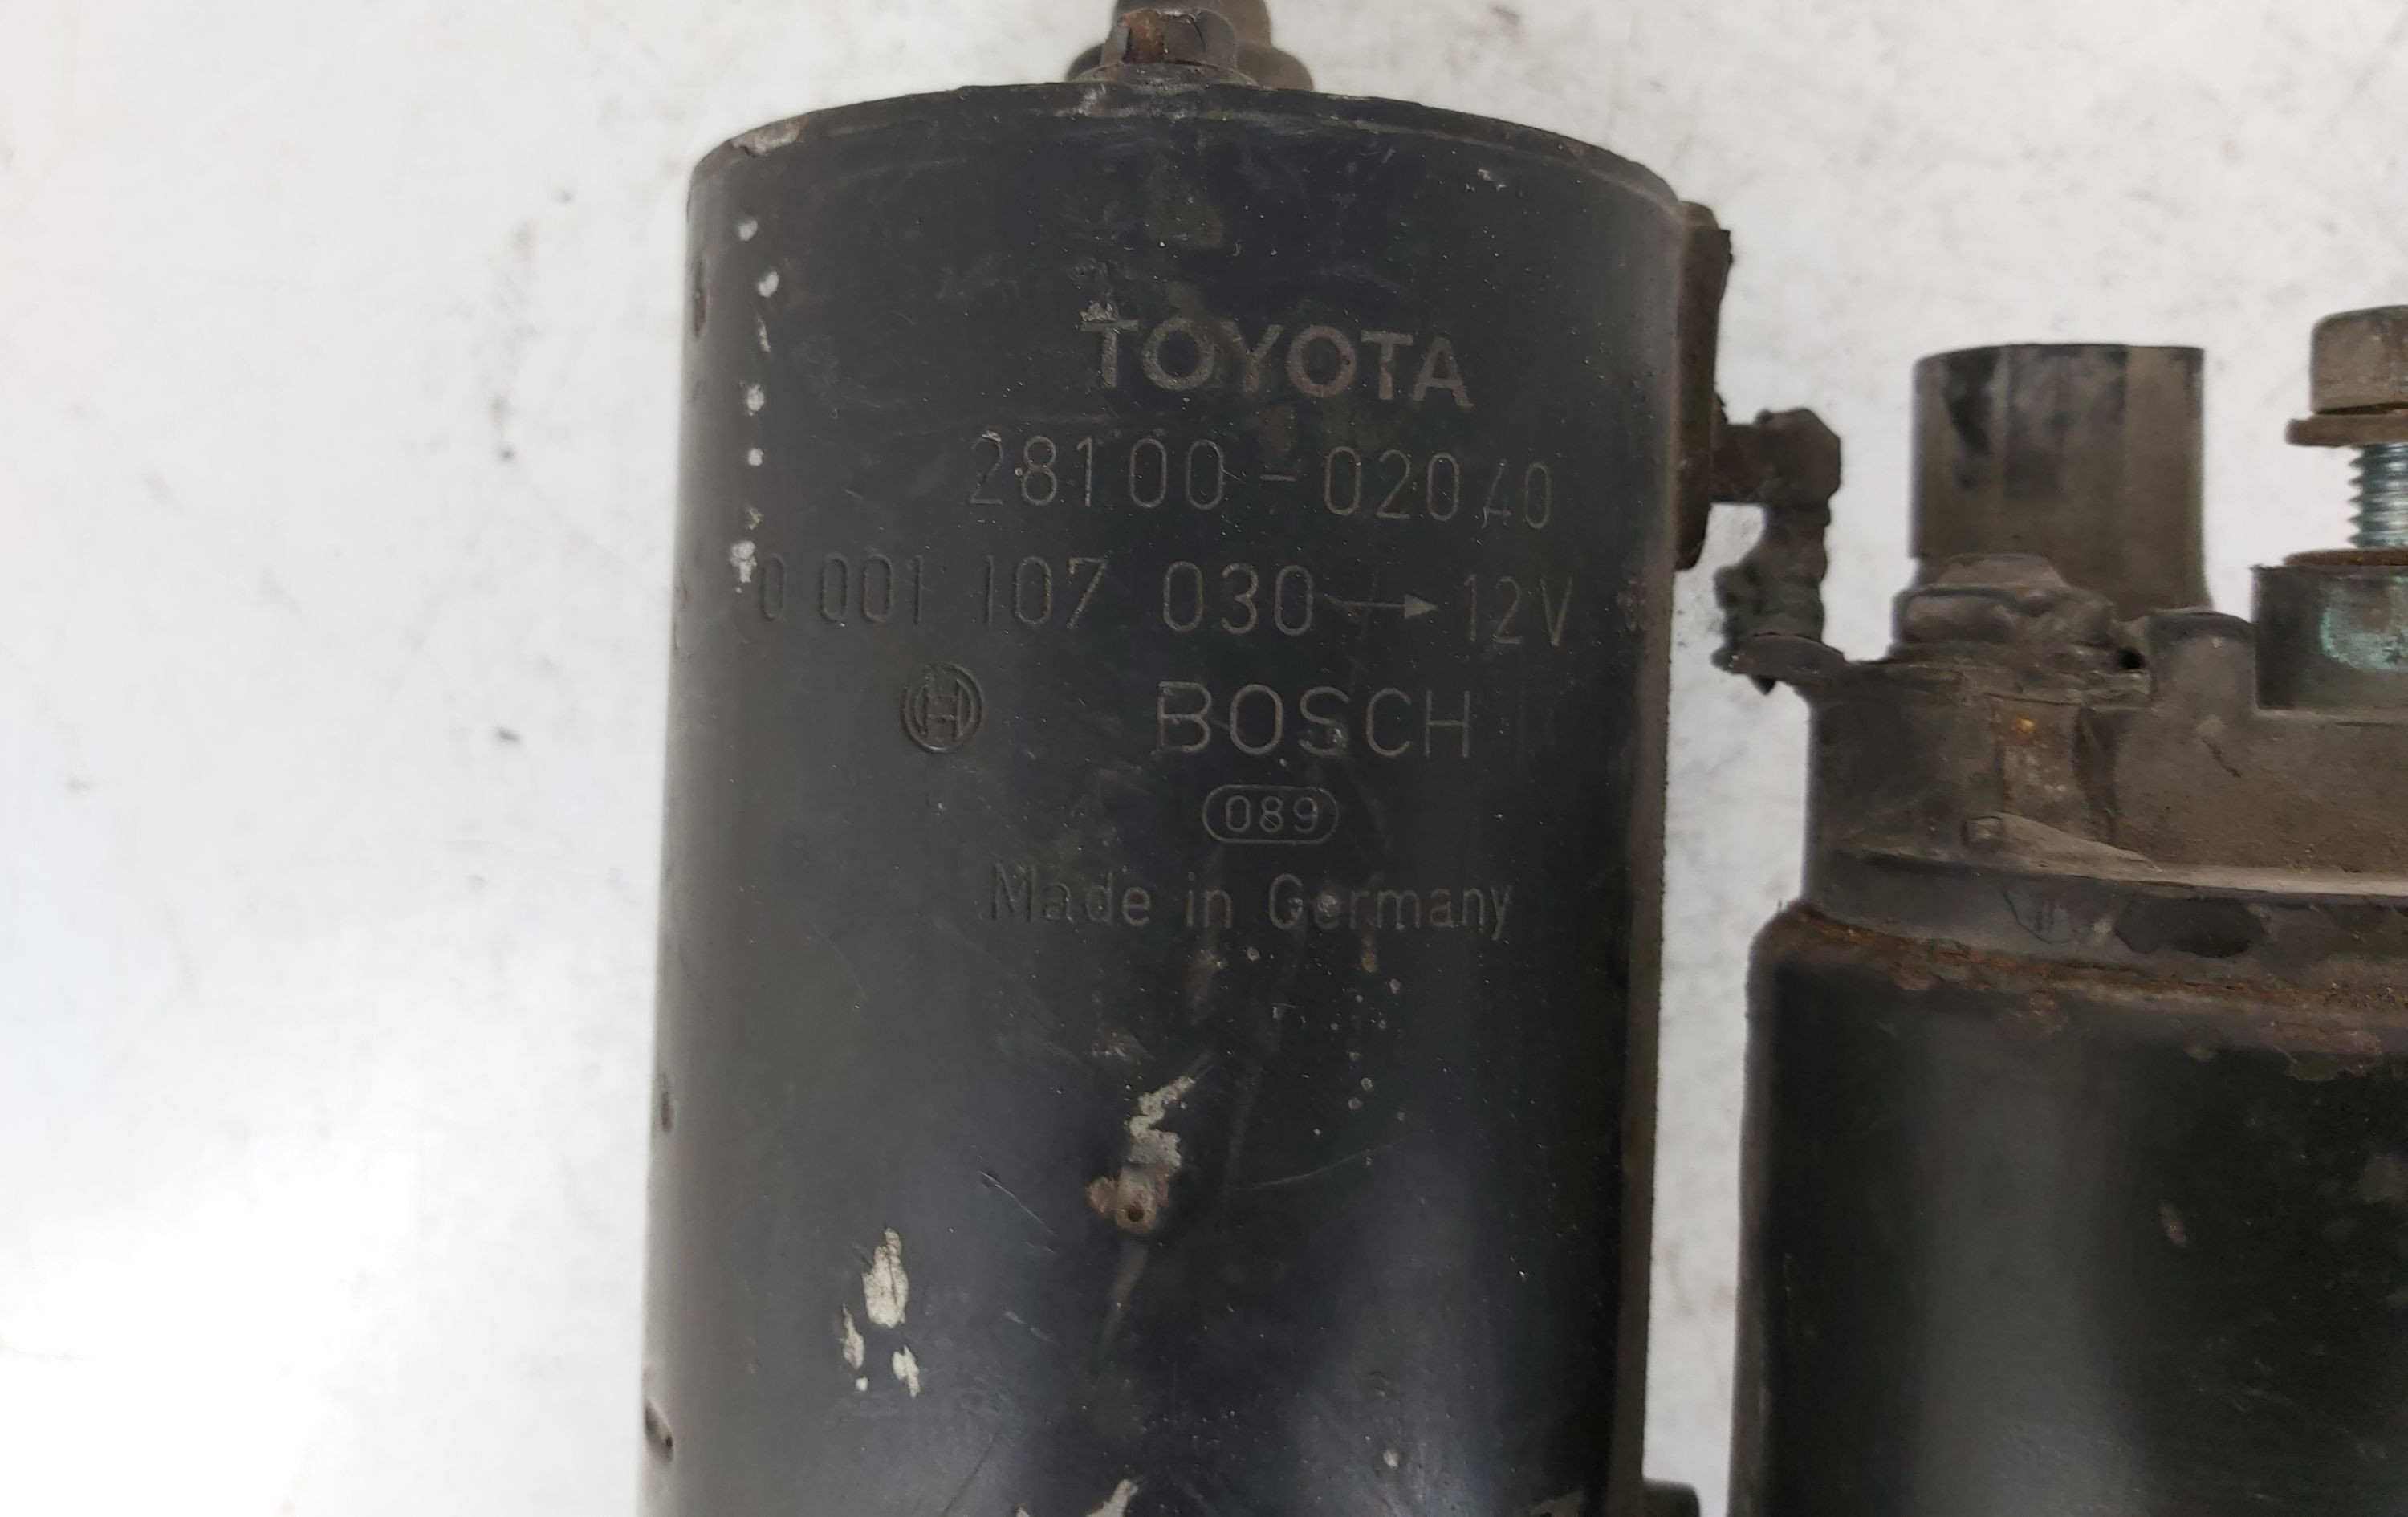 TOYOTA
28100-02040
0 001 107 030 → 12V
BOSCH
089
Made in Germany